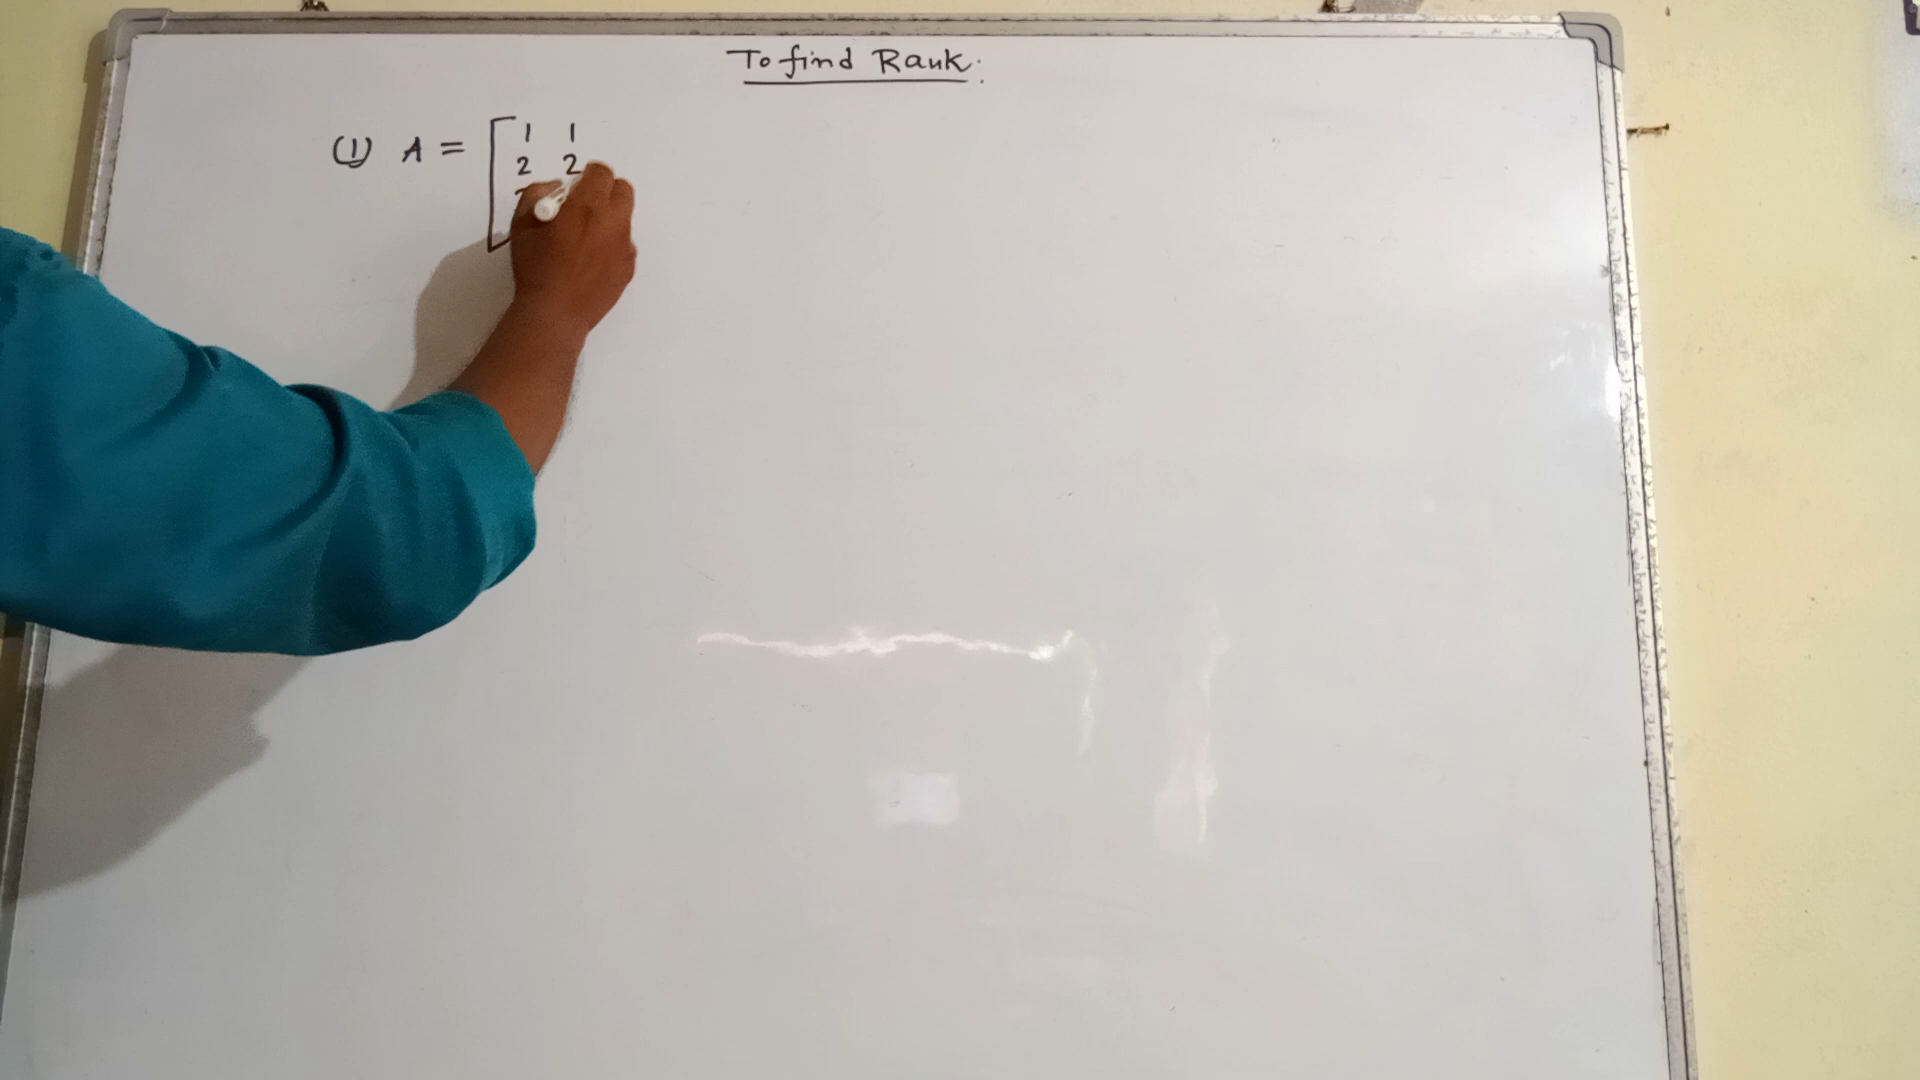 To find Rank.
(1) A = [ 1 1
2 2